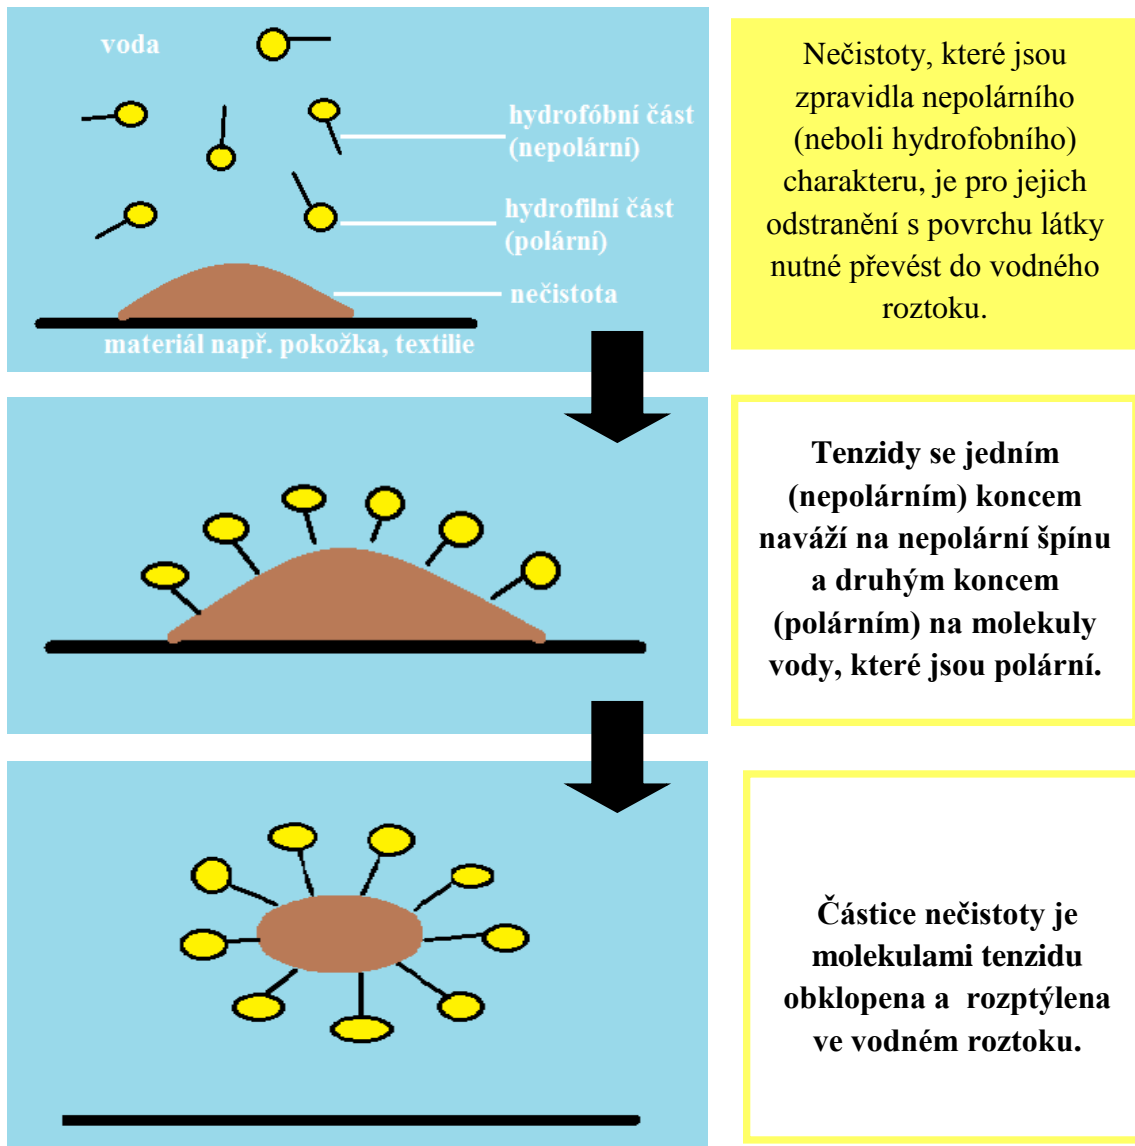 voda
hydrofóbní část
(nepolární)
hydrofilní část
(polární)
nečistota
materiál např. pokožka, textilie
Nečistoty, které jsou
zpravidla nepolárního
(neboli hydrofobního)
charakteru, je pro jejich
odstranění s povrchu látky
nutné převést do vodného
roztoku.
Tenzidy se jedním
(nepolárním) koncem
naváží na nepolární špínu
a druhým koncem
(polárním) na molekuly
vody, které jsou polární.
Částice nečistoty je
molekulami tenzidu
obklopena a rozptýlena
ve vodném roztoku.